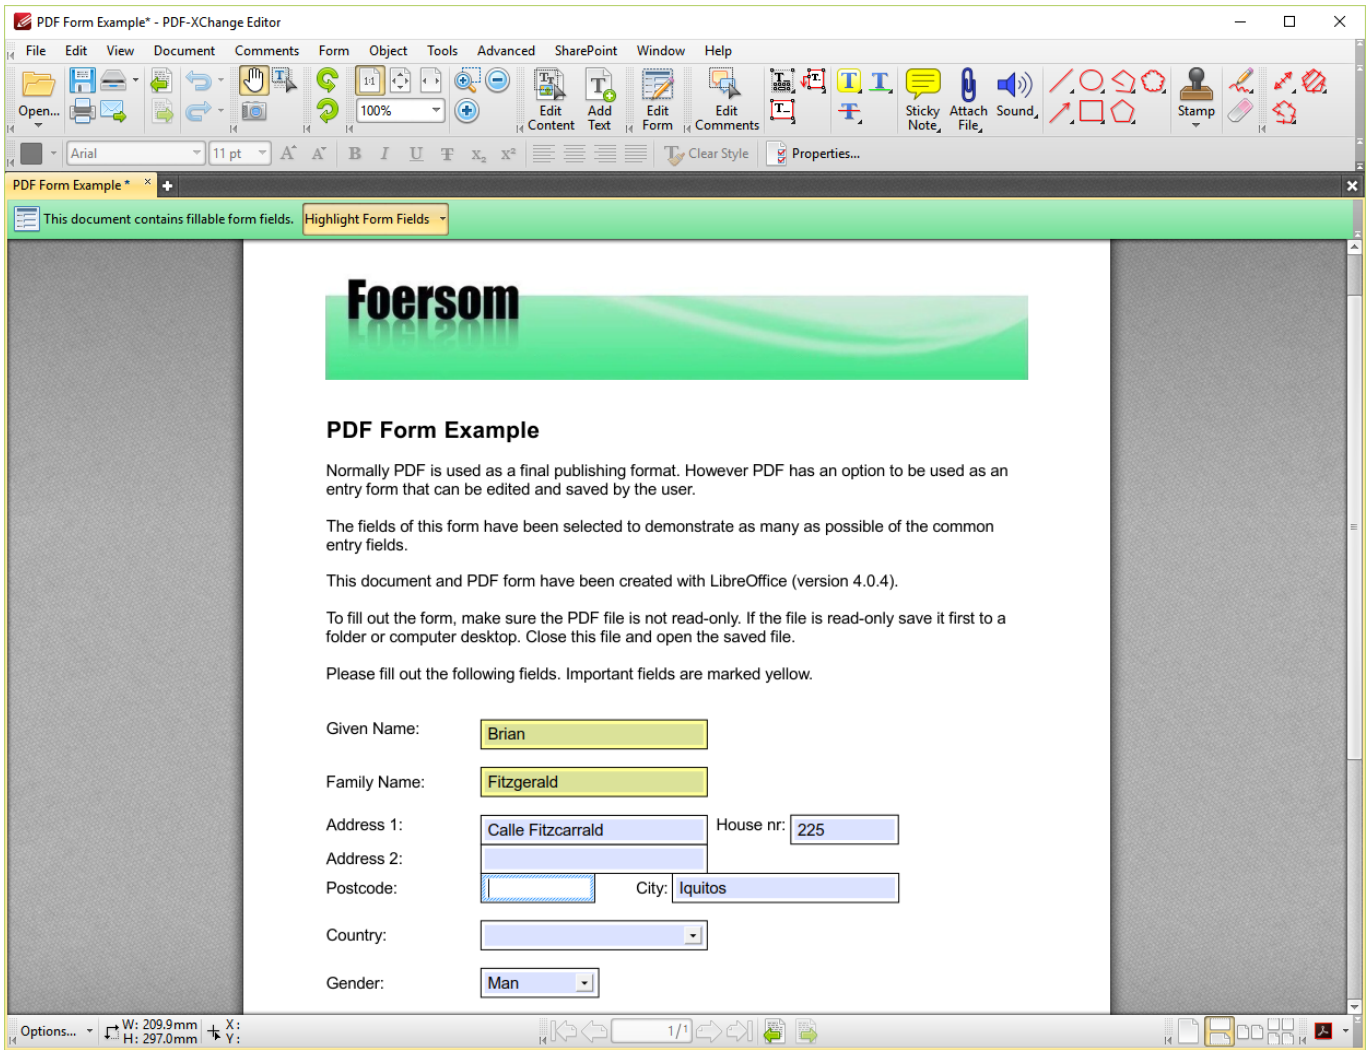 PDF Form Example* - PDF-XChange Editor
File Edit View Document Comments Form Object Tools Advanced SharePoint Window Help
Open... 1:1 100% Edit Content Add Text Edit Form Edit Comments Sticky Note Attach File Sound Stamp
Arial 11 pt B I U T X₂ X² Clear Style Properties...
PDF Form Example *
This document contains fillable form fields. Highlight Form Fields
Foersom
PDF Form Example
Normally PDF is used as a final publishing format. However PDF has an option to be used as an
entry form that can be edited and saved by the user.
The fields of this form have been selected to demonstrate as many as possible of the common
entry fields.
This document and PDF form have been created with LibreOffice (version 4.0.4).
To fill out the form, make sure the PDF file is not read-only. If the file is read-only save it first to a
folder or computer desktop. Close this file and open the saved file.
Please fill out the following fields. Important fields are marked yellow.
Given Name: Brian
Family Name: Fitzgerald
Address 1: Calle Fitzcarrald House nr: 225
Address 2:
Postcode: City: Iquitos
Country:
Gender: Man
Options... W: 209.9mm X: 1/1
H: 297.0mm Y: